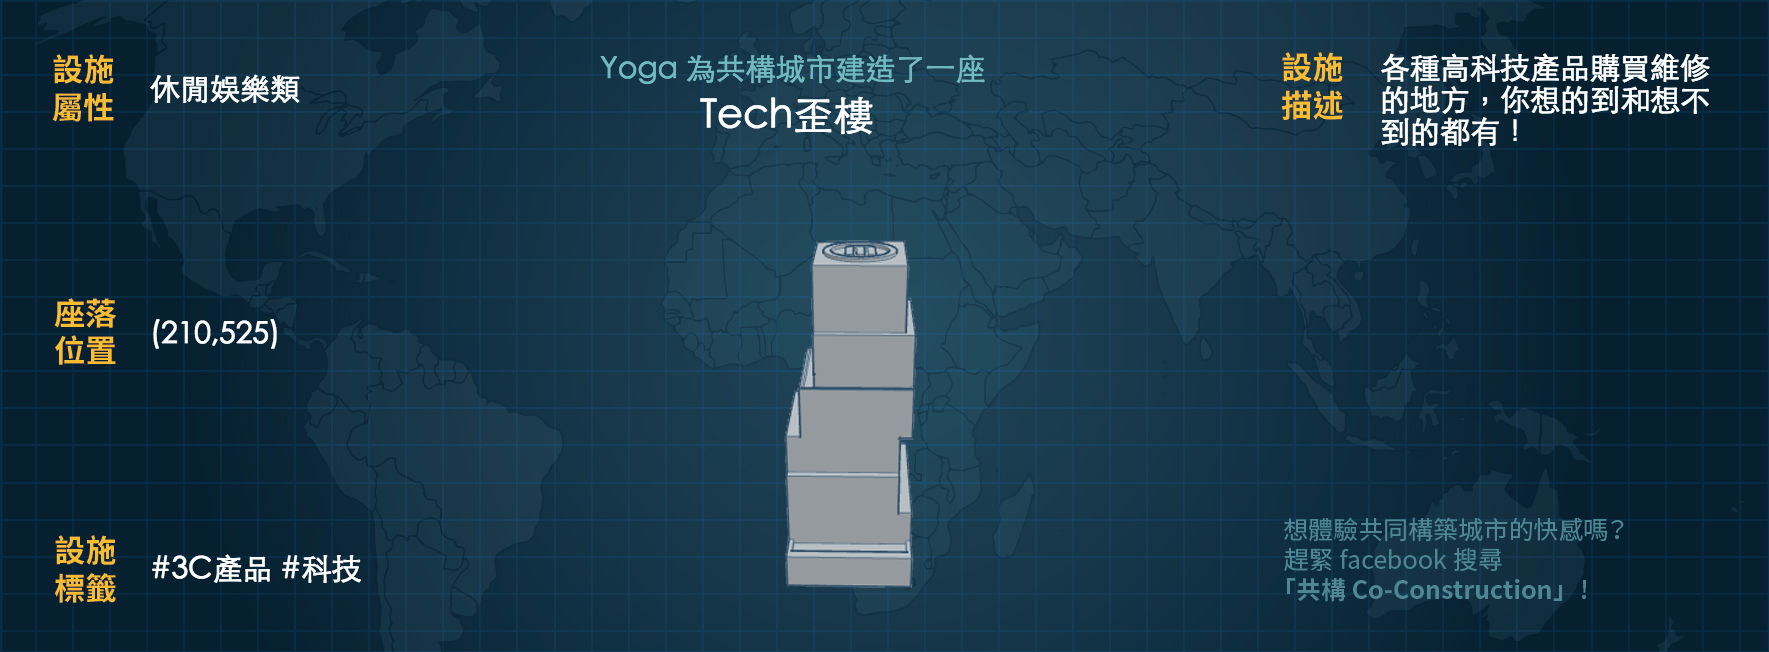 設施
屬性
休閒娛樂類
Yoga 為共構城市建造了一座
Tech歪樓
設施
描述
各種高科技產品購買維修
的地方，你想的到和想不
到的都有！
座落
位置
(210,525)
設施
標籤
#3C產品 #科技
想體驗共同構築城市的快感嗎？
趕緊 facebook 搜尋
「共構 Co-Construction」！